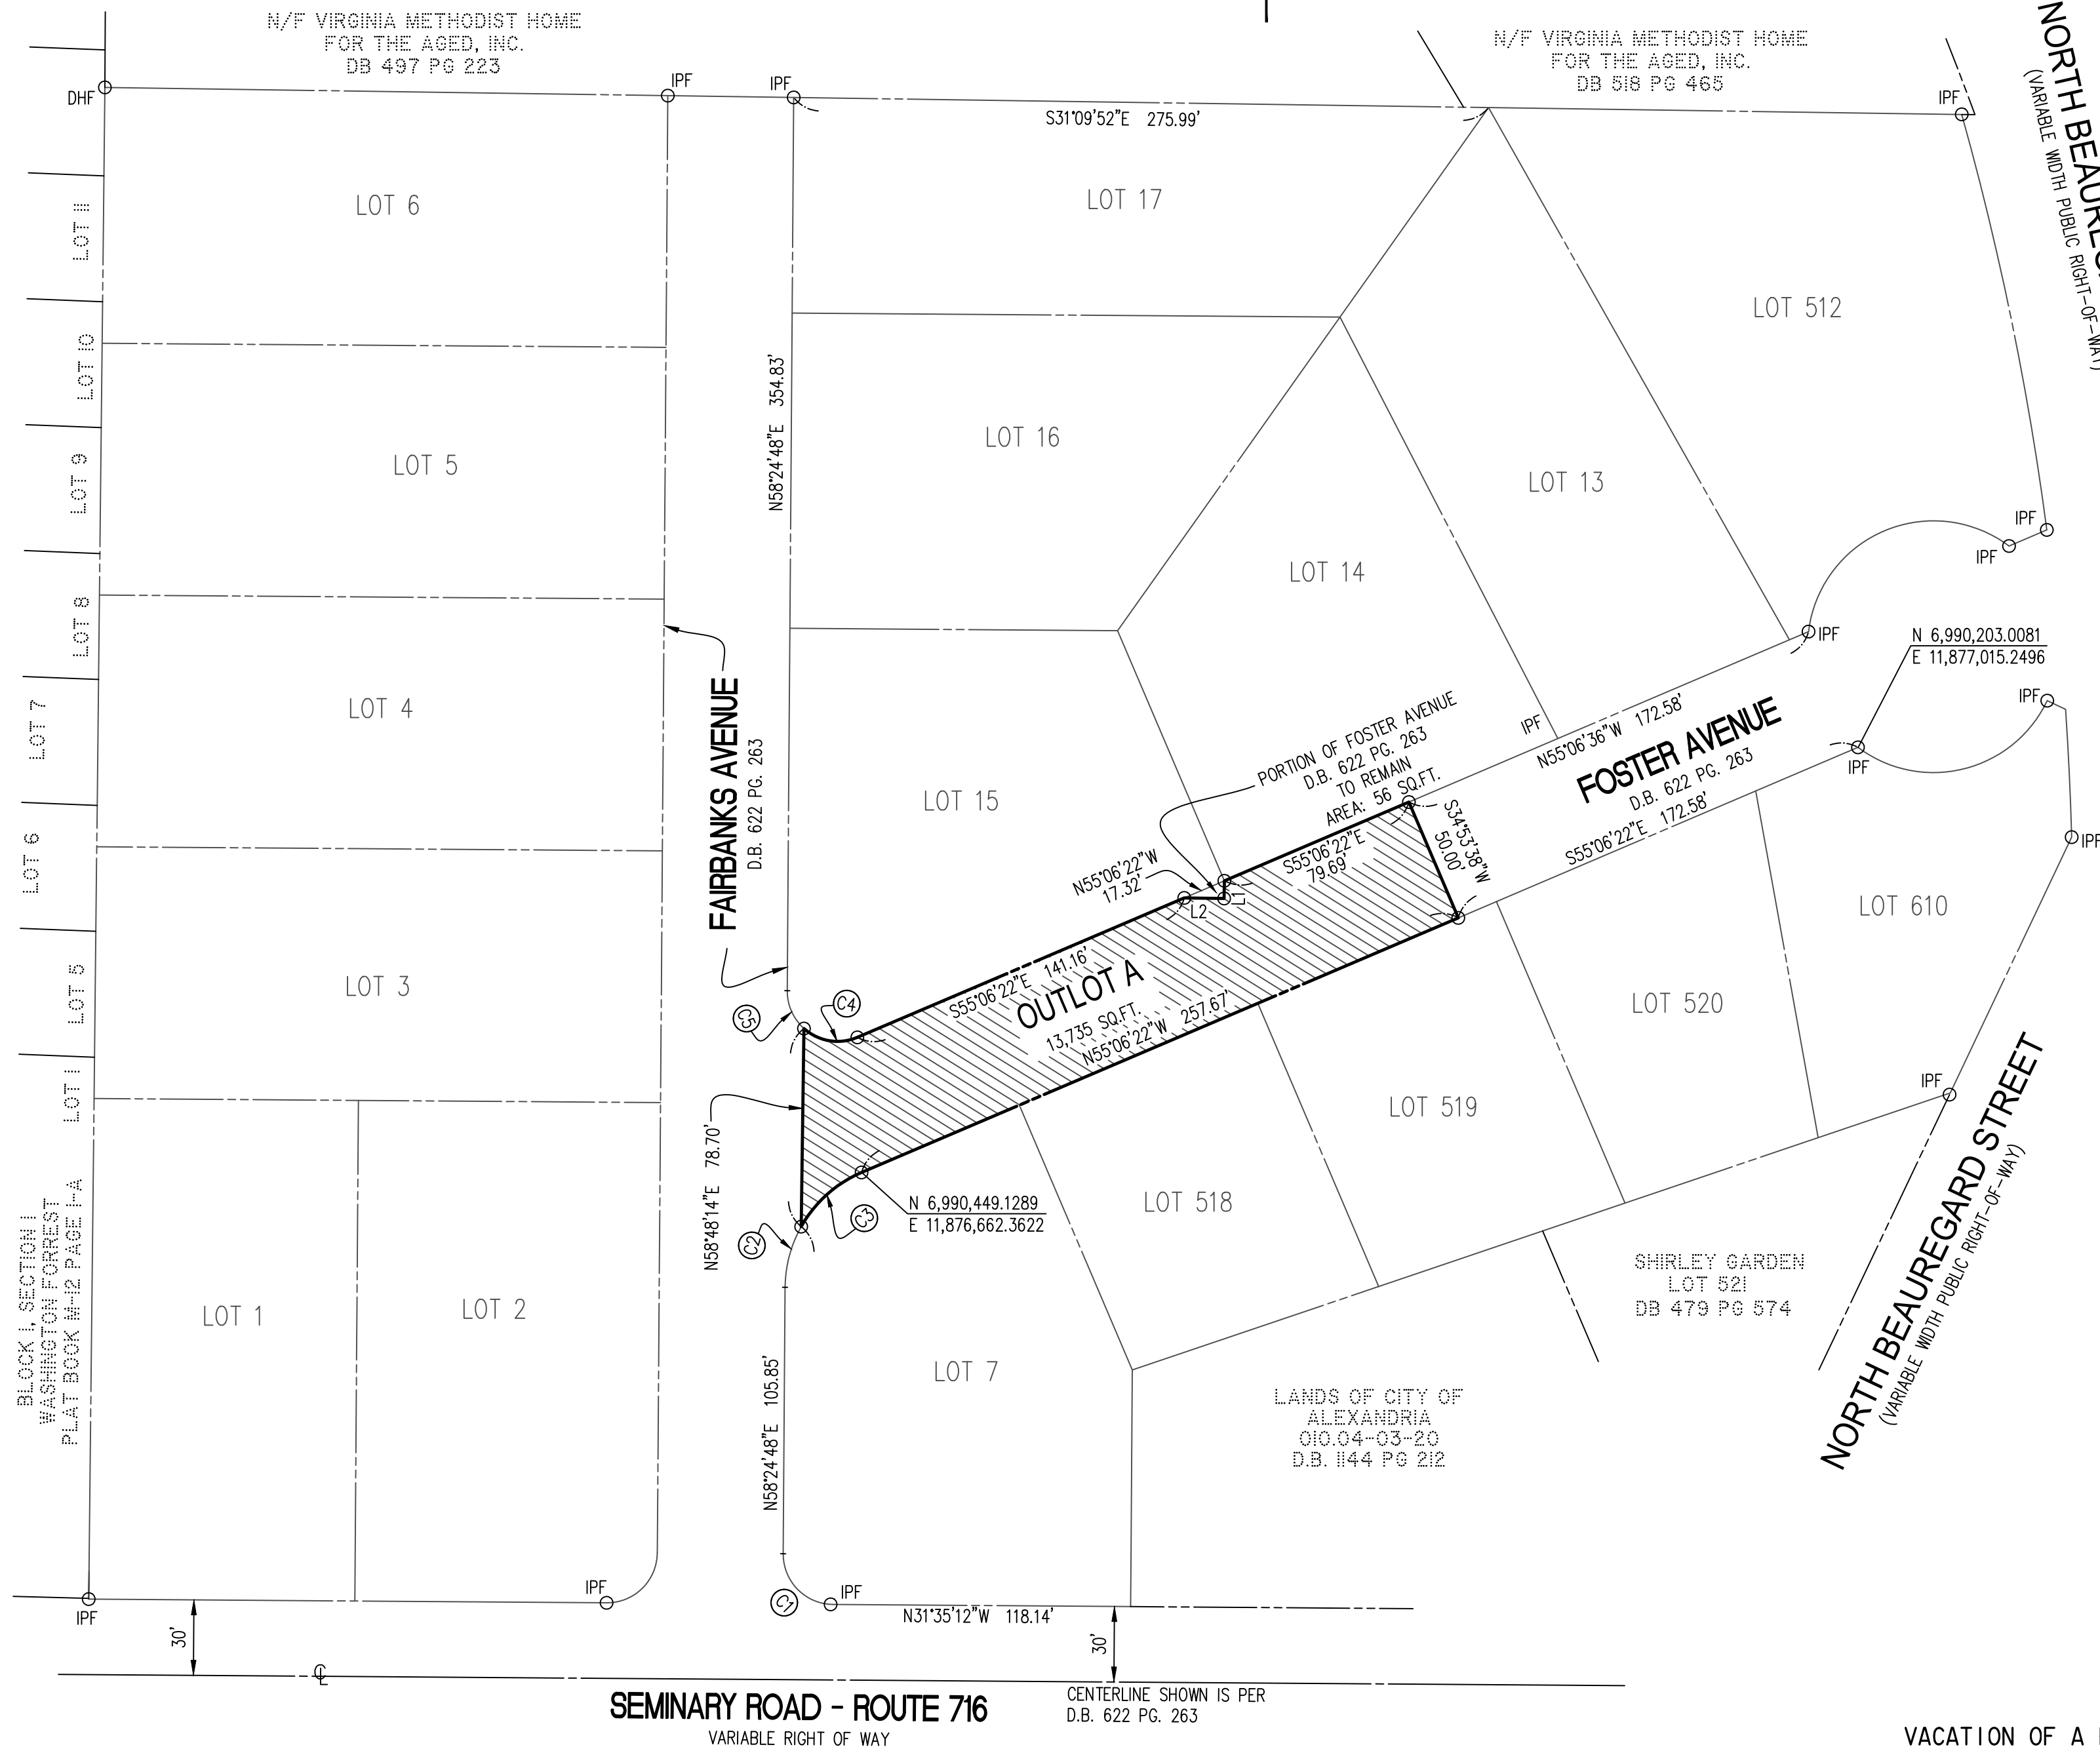 N/F VIRGINIA METHODIST HOME
FOR THE AGED, INC.
DB 497 PG 223
N/F VIRGINIA METHODIST HOME
FOR THE AGED, INC.
DB 518 PG 465
NORTH
(VARIABLE WIDTH PUBLIC RIGHT-OF-WAY)
DHF
IPF
IPF
S31°09'52"E 275.99'
IPF
LOT 6
LOT 17
LOT 512
LOT 11
LOT 10
LOT 9
LOT 8
LOT 7
LOT 6
LOT 5
LOT 1
BLOCK 1, SECTION 1
WASHINGTON FORREST
PLAT BOOK M-12 PAGE 1-A
N58°24'48"E 354.83'
LOT 5
LOT 16
LOT 13
LOT 14
IPF
IPF
IPF
N 6,990,203.0081
E 11,877,015.2496
LOT 4
FAIRBANKS AVENUE
D.B. 622 PG. 263
LOT 15
PORTION OF FOSTER AVENUE
D.B. 622 PG. 263
TO REMAIN
AREA: 56 SQ.FT.
IPF
N55°06'36"W 172.58'
FOSTER AVENUE
D.B. 622 PG. 263
S55°06'22"E 172.58'
IPF
IPF
IPF
N55°06'22"W
17.32'
L2
L1
S55°06'22"E
79.69'
S34°53'38"W
50.00'
LOT 610
LOT 3
C5
C4
S55°06'22"E 141.16'
OUTLOT A
13,735 SQ.FT.
N55°06'22"W 257.67'
LOT 520
LOT 519
IPF
N58°48'14"E 78.70'
C2
C3
N 6,990,449.1289
E 11,876,662.3622
LOT 518
SHIRLEY GARDEN
LOT 521
DB 479 PG 574
NORTH BEAUREGARD STREET
(VARIABLE WIDTH PUBLIC RIGHT-OF-WAY)
LOT 1
LOT 2
N58°24'48"E 105.85'
LOT 7
LANDS OF CITY OF
ALEXANDRIA
010.04-03-20
D.B. 1144 PG 212
IPF
IPF
C1
IPF
N31°35'12"W 118.14'
30'
30'
CL
SEMINARY ROAD - ROUTE 716
VARIABLE RIGHT OF WAY
CENTERLINE SHOWN IS PER
D.B. 622 PG. 263
VACATION OF A